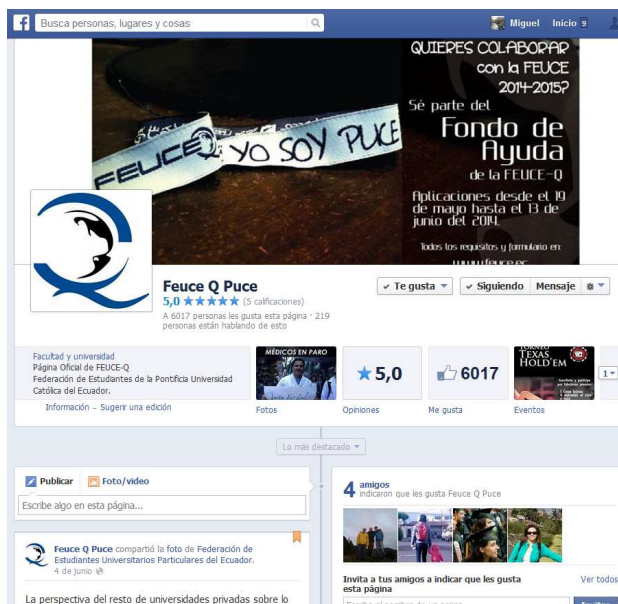 Busca personas, lugares y cosas
Miguel Inicio 9
QUIERES COLABORAR
con la FEUCE
2014-2015?
Sé parte del
Fondo de
Ayuda
de la FEUCE-Q
Aplicaciones desde el 19
de mayo hasta el 13 de
junio del 2014.
Todos los requisitos y formulario en:
www.feuce.ec
FEUCE Q YO SOY PUCE
Feuce Q Puce
5,0 ★★★★★ (5 calificaciones)
A 6017 personas les gusta esta página · 219
personas están hablando de esto
Te gusta
Siguiendo
Mensaje
Facultad y universidad
Página Oficial de FEUCE-Q
Federación de Estudiantes de la Pontificia Universidad
Católica del Ecuador.
Información – Sugerir una edición
MÉDICOS EN PARO
Fotos
5,0
Opiniones
6017
Me gusta
TORNEO
TEXAS
HOLD'EM
Eventos
1
Lo más destacado
Publicar
Foto/video
Escribe algo en esta página...
Feuce Q Puce compartió la foto de Federación de
Estudiantes Universitarios Particulares del Ecuador.
4 de junio
La perspectiva del resto de universidades privadas sobre lo
4 amigos
indicaron que les gusta Feuce Q Puce
Invita a tus amigos a indicar que les gusta
esta página
Ver todos